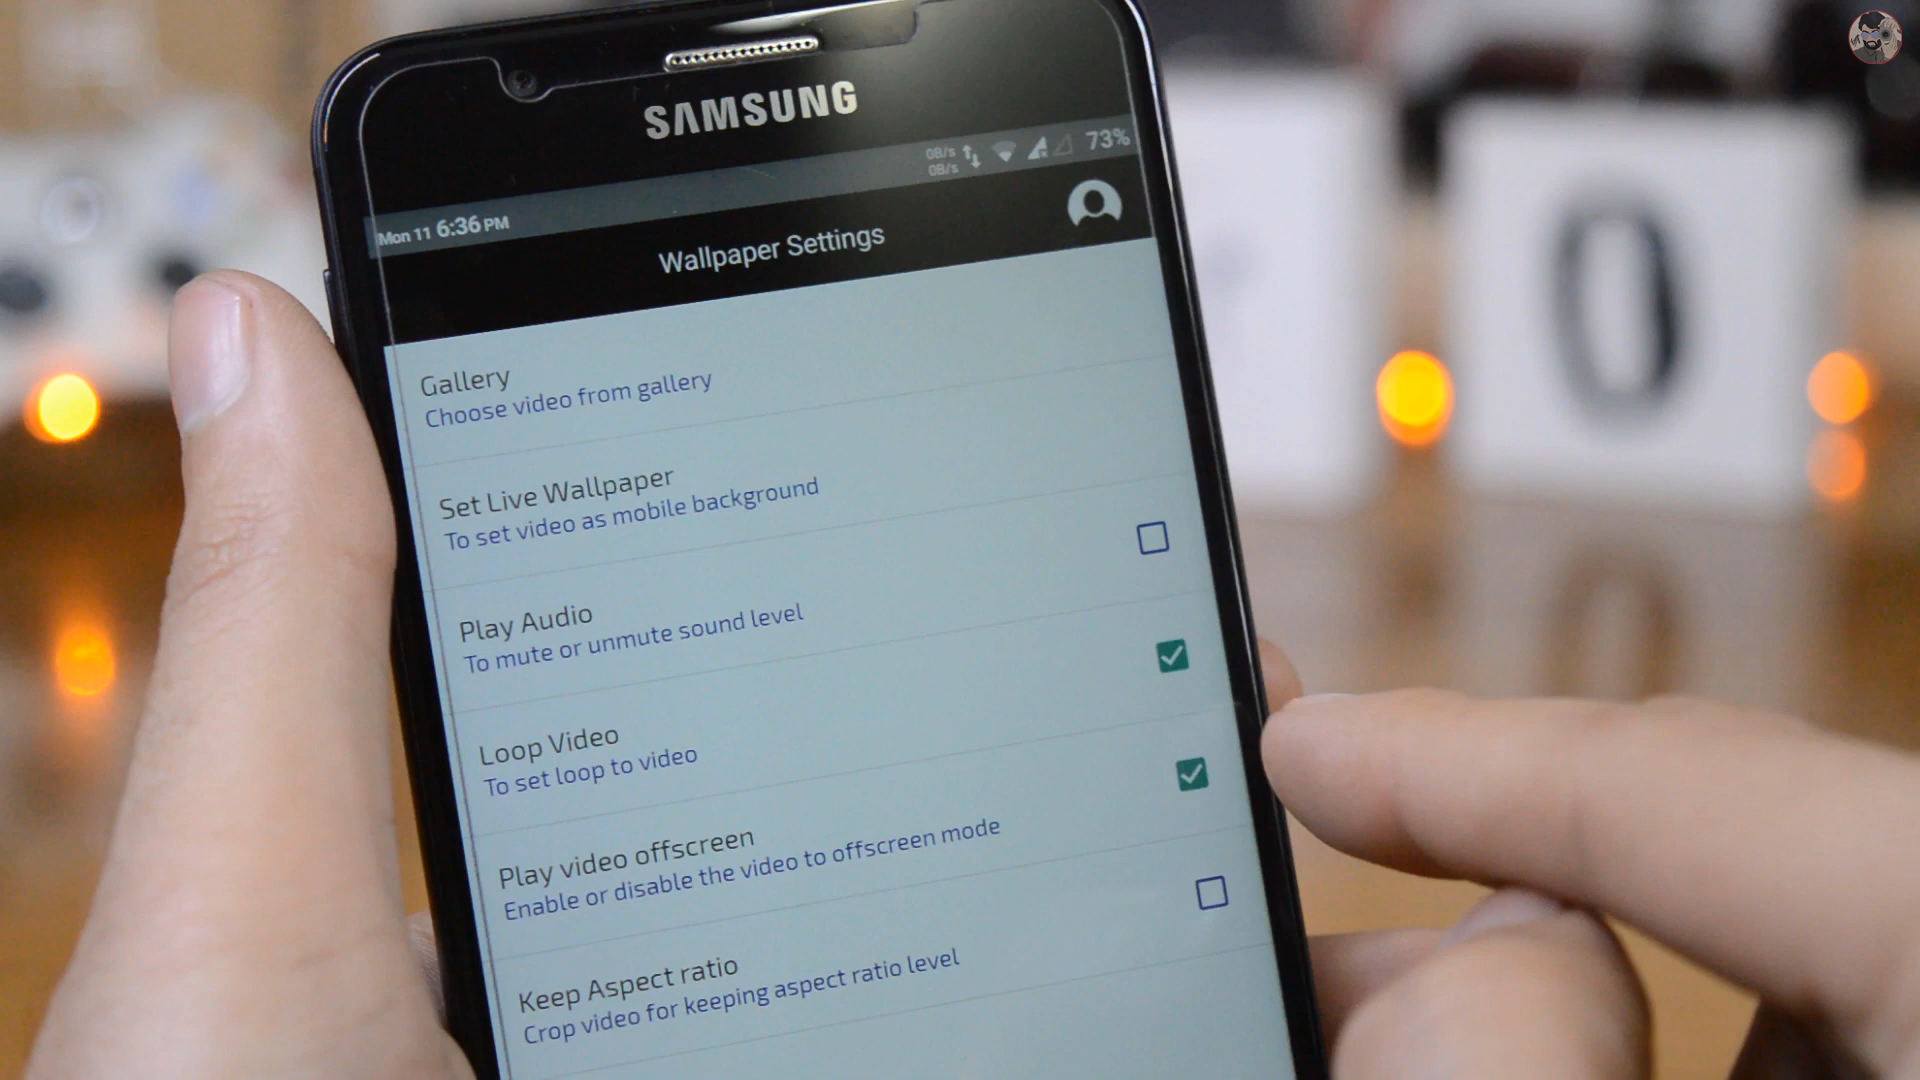 SAMSUNG
0B/s
0B/s
73%
Mon 11 6:36 PM
Wallpaper Settings
Gallery
Choose video from gallery
Set Live Wallpaper
To set video as mobile background
Play Audio
To mute or unmute sound level
Loop Video
To set loop to video
Play video offscreen
Enable or disable the video to offscreen mode
Keep Aspect ratio
Crop video for keeping aspect ratio level
0